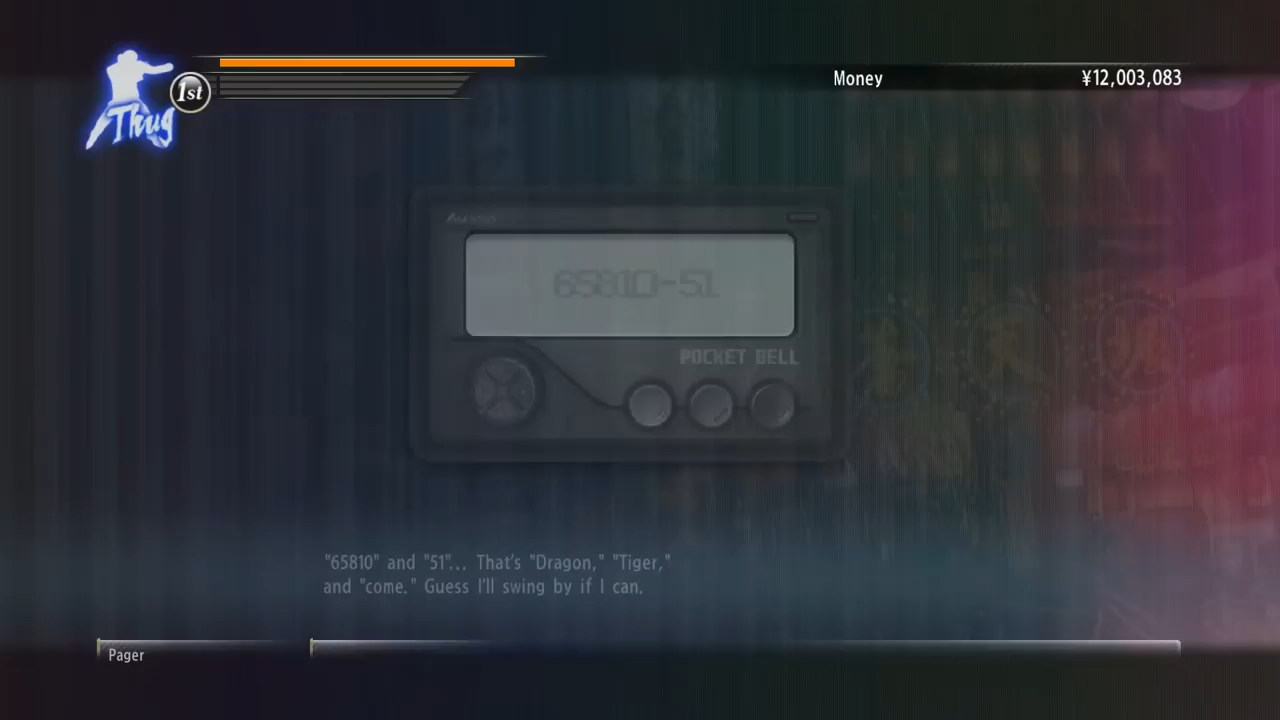 Thug
1st
Money
¥12,003,083
65810-51
POCKET BELL
"65810" and "51"... That's "Dragon," "Tiger,"
and "come." Guess I'll swing by if I can.
Pager